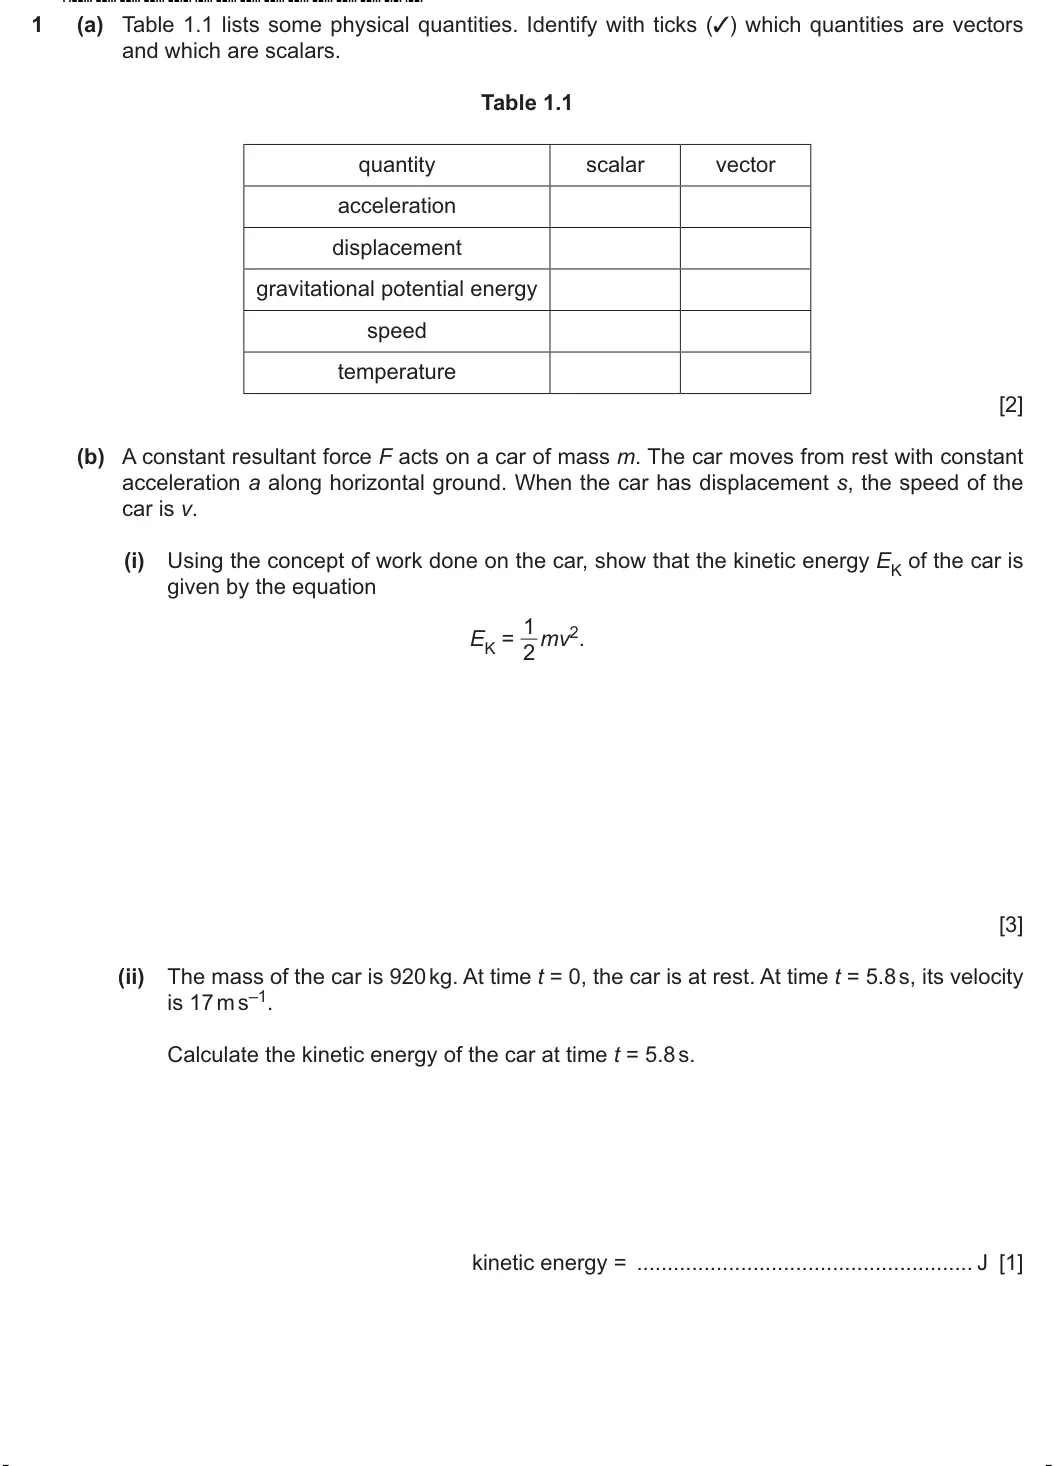 1 (a) Table 1.1 lists some physical quantities. Identify with ticks (✓) which quantities are vectors
and which are scalars.
Table 1.1
quantity scalar vector
acceleration
displacement
gravitational potential energy
speed
temperature
[2]
(b) A constant resultant force F acts on a car of mass m. The car moves from rest with constant
acceleration a along horizontal ground. When the car has displacement s, the speed of the
car is v.
(i) Using the concept of work done on the car, show that the kinetic energy E_K of the car is
given by the equation
E_K = 1/2 mv².
[3]
(ii) The mass of the car is 920 kg. At time t = 0, the car is at rest. At time t = 5.8 s, its velocity
is 17 m s⁻¹.
Calculate the kinetic energy of the car at time t = 5.8 s.
kinetic energy = ....................................................... J [1]